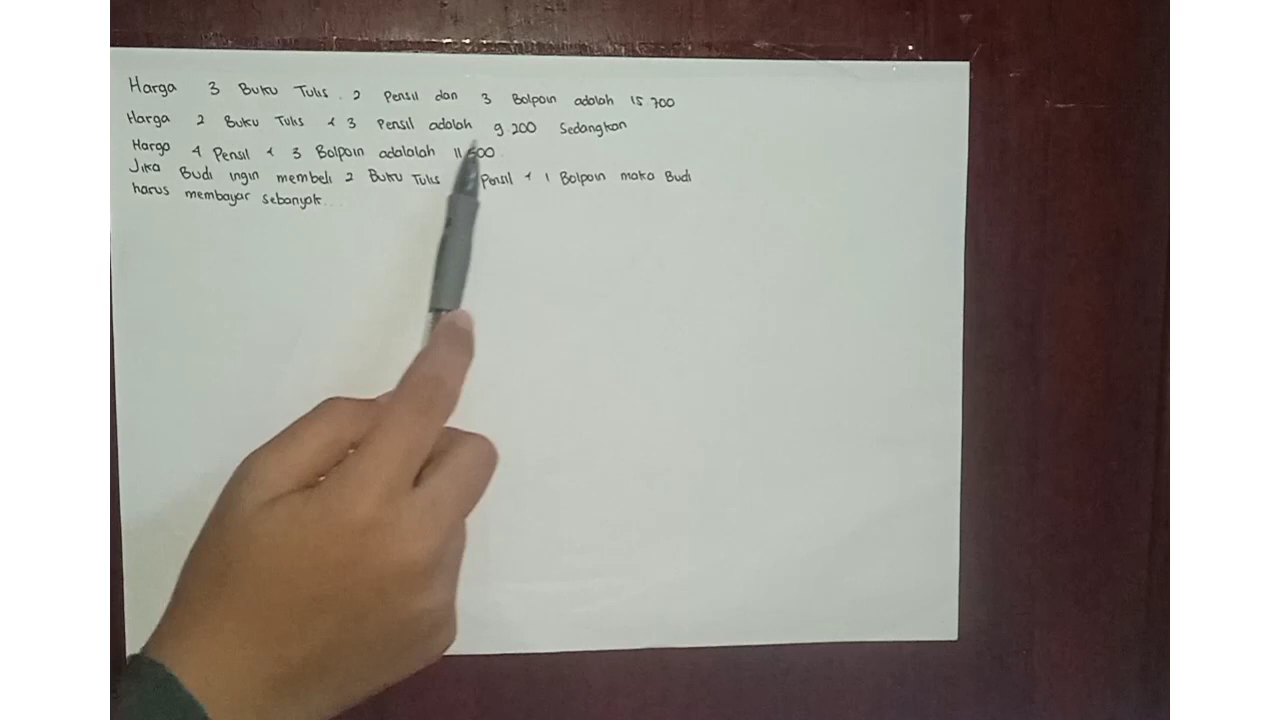 Harga 3 Buku Tulis . 2 Pensil dan 3 Bolpoin adalah 15.700
Harga 2 Buku Tulis & 3 Pensil adalah 9.200 Sedangkan
Harga 4 Pensil & 3 Bolpoin adalalah
Jika Budi ingin membeli 2 Buku Tulis Pensil & 1 Bolpoin maka Budi
harus membayar sebanyak...